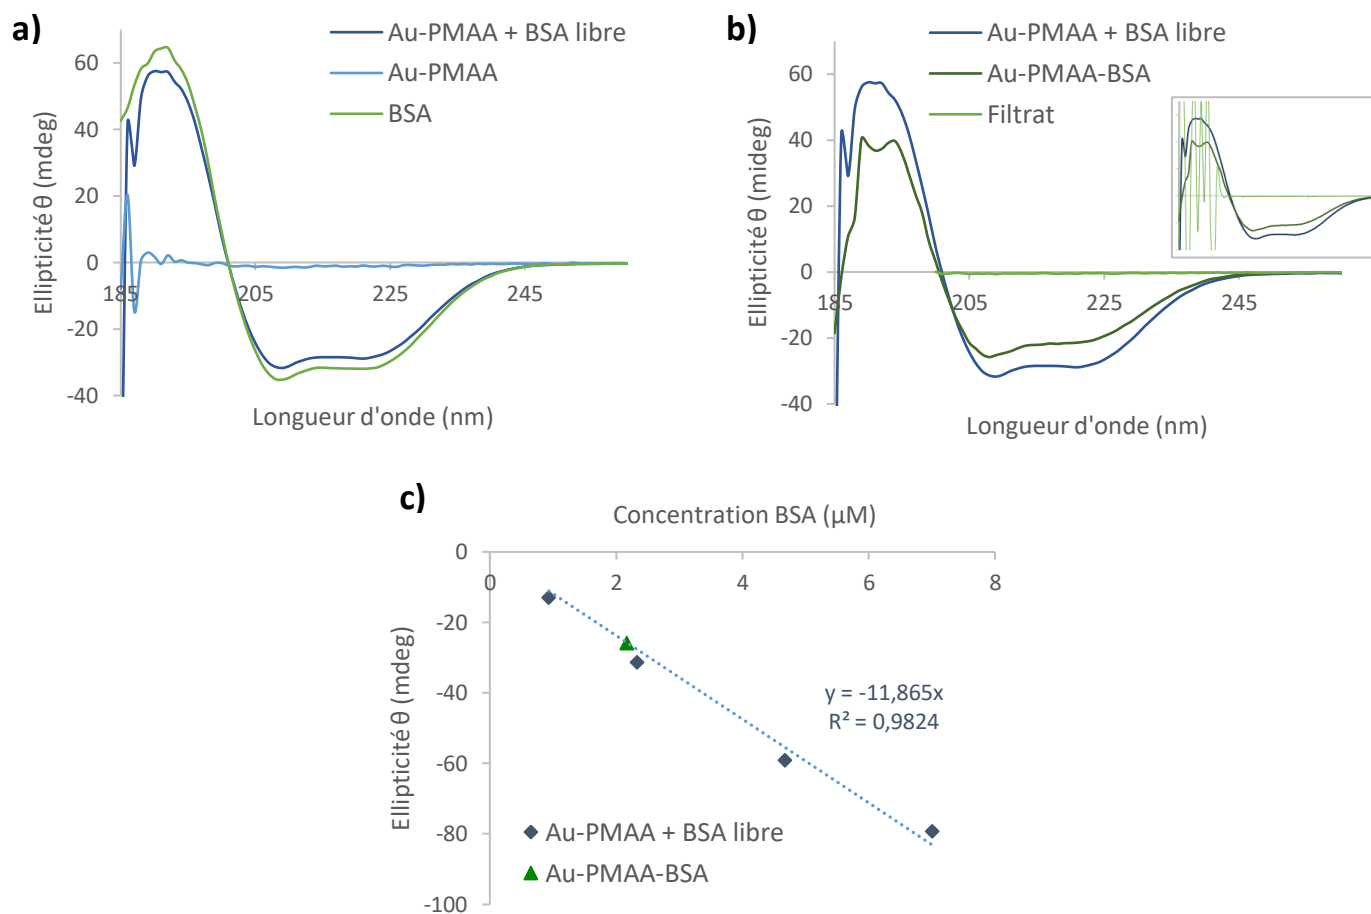 a)
Au-PMAA + BSA libre
Au-PMAA
BSA
60
40
20
0
-20
-40
185
205
225
245
Ellipticité θ (mdeg)
Longueur d'onde (nm)
b)
Au-PMAA + BSA libre
Au-PMAA-BSA
Filtrat
60
40
20
0
-20
-40
185
205
225
245
Ellipticité θ (mideg)
Longueur d'onde (nm)
c)
Concentration BSA (µM)
0
-20
-40
-60
-80
-100
0
2
4
6
8
Ellipticité θ (mdeg)
y = -11,865x
R² = 0,9824
Au-PMAA + BSA libre
Au-PMAA-BSA